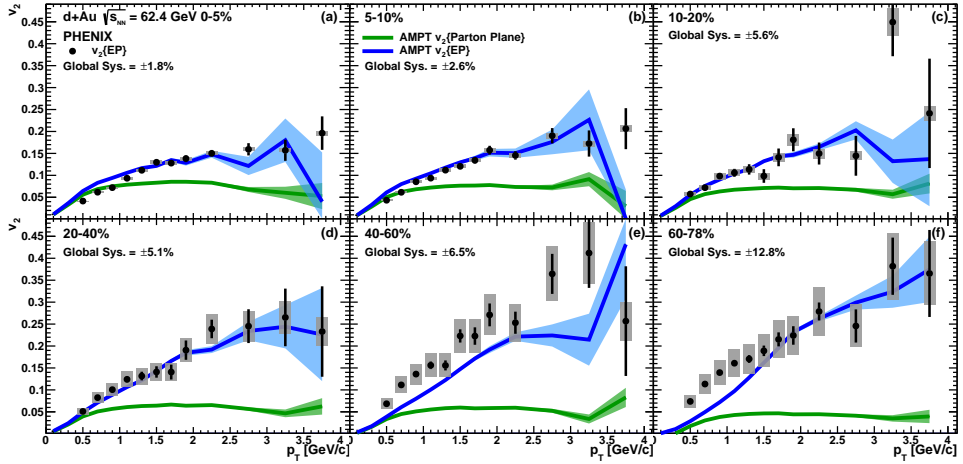 v2
d+Au √sNN = 62.4 GeV 0-5%
(a)
PHENIX
v2{EP}
Global Sys. = ±1.8%
5-10%
(b)
AMPT v2{Parton Plane}
AMPT v2{EP}
Global Sys. = ±2.6%
10-20%
(c)
Global Sys. = ±5.6%
0.45
0.4
0.35
0.3
0.25
0.2
0.15
0.1
0.05
v2
20-40%
(d)
Global Sys. = ±5.1%
40-60%
(e)
Global Sys. = ±6.5%
60-78%
(f)
Global Sys. = ±12.8%
0.45
0.4
0.35
0.3
0.25
0.2
0.15
0.1
0.05
0 0.5 1 1.5 2 2.5 3 3.5 4
0.5 1 1.5 2 2.5 3 3.5 4
0.5 1 1.5 2 2.5 3 3.5 4
pT [GeV/c]
pT [GeV/c]
pT [GeV/c]